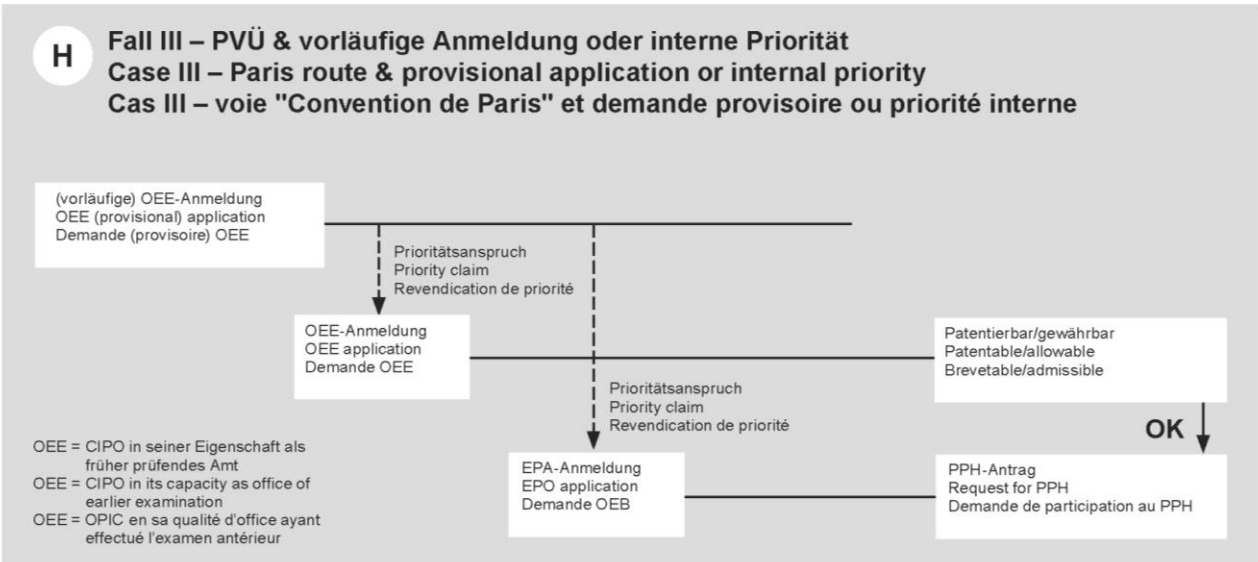 H
Fall III – PVÜ & vorläufige Anmeldung oder interne Priorität
Case III – Paris route & provisional application or internal priority
Cas III – voie "Convention de Paris" et demande provisoire ou priorité interne
(vorläufige) OEE-Anmeldung
OEE (provisional) application
Demande (provisoire) OEE
Prioritätsanspruch
Priority claim
Revendication de priorité
OEE-Anmeldung
OEE application
Demande OEE
Patentierbar/gewährbar
Patentable/allowable
Brevetable/admissible
Prioritätsanspruch
Priority claim
Revendication de priorité
OK
OEE = CIPO in seiner Eigenschaft als
früher prüfendes Amt
OEE = CIPO in its capacity as office of
earlier examination
OEE = OPIC en sa qualité d'office ayant
effectué l'examen antérieur
EPA-Anmeldung
EPO application
Demande OEB
PPH-Antrag
Request for PPH
Demande de participation au PPH